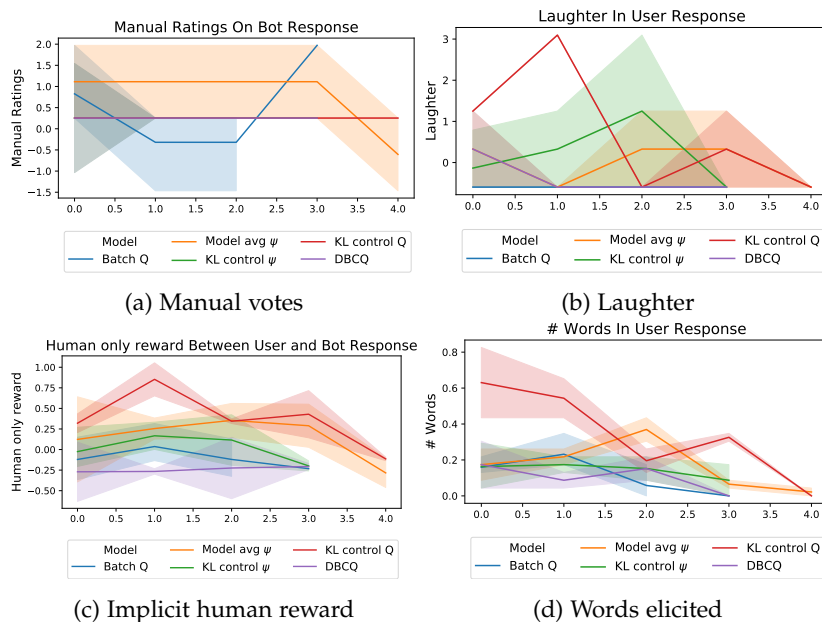 Manual Ratings On Bot Response
Manual Ratings
2.0
1.5
1.0
0.5
0.0
−0.5
−1.0
−1.5
0.0 0.5 1.0 1.5 2.0 2.5 3.0 3.5 4.0
Model Model avg ψ KL control Q
Batch Q KL control ψ DBCQ
(a) Manual votes
Laughter In User Response
Laughter
3
2
1
0
0.0 0.5 1.0 1.5 2.0 2.5 3.0 3.5 4.0
Model Model avg ψ KL control Q
Batch Q KL control ψ DBCQ
(b) Laughter
Human only reward Between User and Bot Response
Human only reward
1.00
0.75
0.50
0.25
0.00
−0.25
−0.50
0.0 0.5 1.0 1.5 2.0 2.5 3.0 3.5 4.0
Model Model avg ψ KL control Q
Batch Q KL control ψ DBCQ
(c) Implicit human reward
# Words In User Response
# Words
0.8
0.6
0.4
0.2
0.0
0.0 0.5 1.0 1.5 2.0 2.5 3.0 3.5 4.0
Model Model avg ψ KL control Q
Batch Q KL control ψ DBCQ
(d) Words elicited